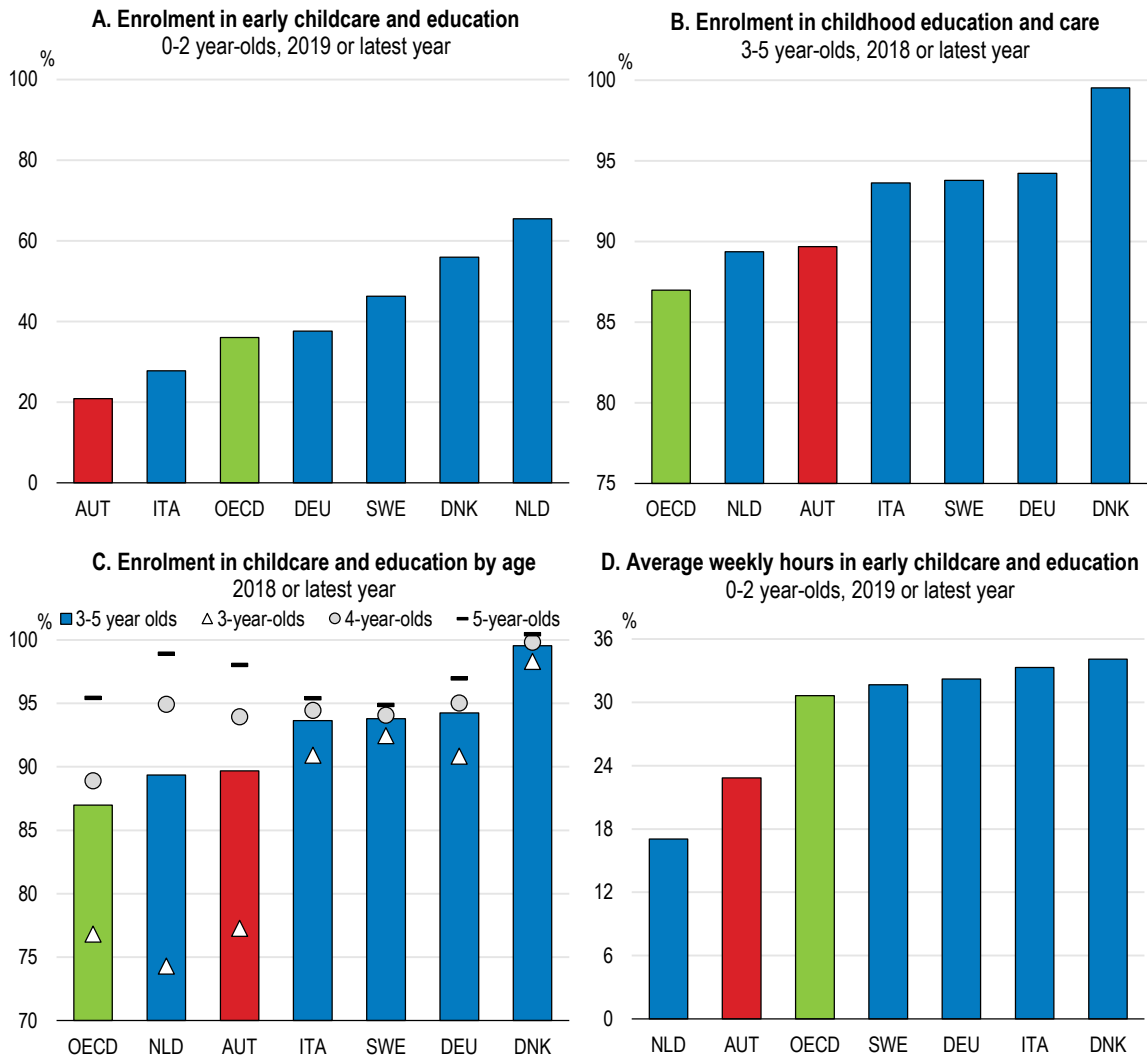 A. Enrolment in early childcare and education
0-2 year-olds, 2019 or latest year
%
100
80
60
40
20
0
AUT ITA OECD DEU SWE DNK NLD
B. Enrolment in childhood education and care
3-5 year-olds, 2018 or latest year
%
100
95
90
85
80
75
OECD NLD AUT ITA SWE DEU DNK
C. Enrolment in childcare and education by age
2018 or latest year
% 3-5 year olds 3-year-olds 4-year-olds 5-year-olds
100
95
90
85
80
75
70
OECD NLD AUT ITA SWE DEU DNK
D. Average weekly hours in early childcare and education
0-2 year-olds, 2019 or latest year
%
36
30
24
18
12
6
0
NLD AUT OECD SWE DEU ITA DNK